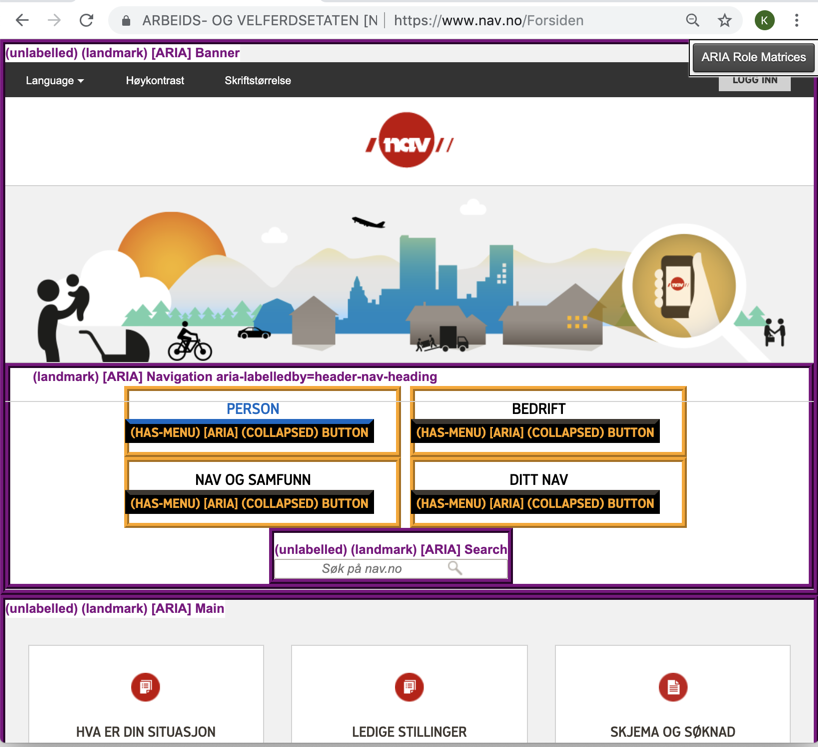 ARBEIDS- OG VELFERDSETATEN [N | https://www.nav.no/Forsiden
K
(unlabelled) (landmark) [ARIA] Banner
ARIA Role Matrices
Language Høykontrast Skriftstørrelse LOGG INN
nav
nav
(landmark) [ARIA] Navigation aria-labelledby=header-nav-heading
PERSON BEDRIFT
(HAS-MENU) [ARIA] (COLLAPSED) BUTTON (HAS-MENU) [ARIA] (COLLAPSED) BUTTON
NAV OG SAMFUNN DITT NAV
(HAS-MENU) [ARIA] (COLLAPSED) BUTTON (HAS-MENU) [ARIA] (COLLAPSED) BUTTON
(unlabelled) (landmark) [ARIA] Search
Søk på nav.no
(unlabelled) (landmark) [ARIA] Main
HVA ER DIN SITUASJON LEDIGE STILLINGER SKJEMA OG SØKNAD